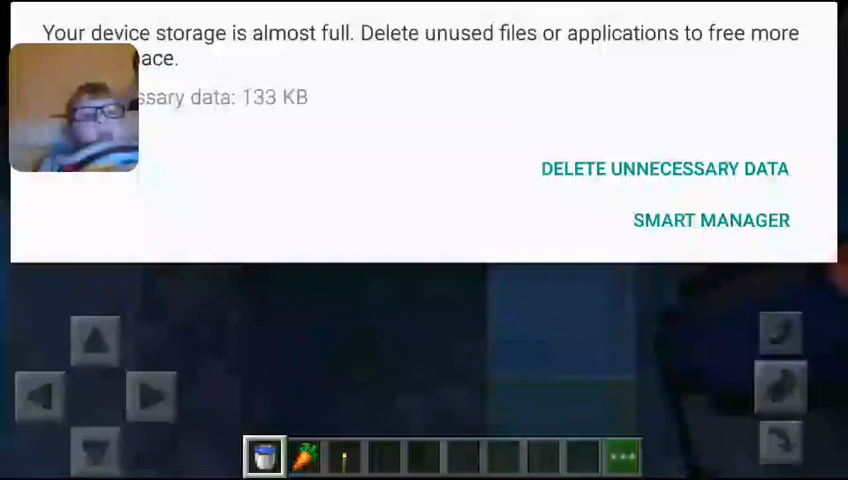 Your device storage is almost full. Delete unused files or applications to free more
ace.
ssary data: 133 KB
DELETE UNNECESSARY DATA
SMART MANAGER